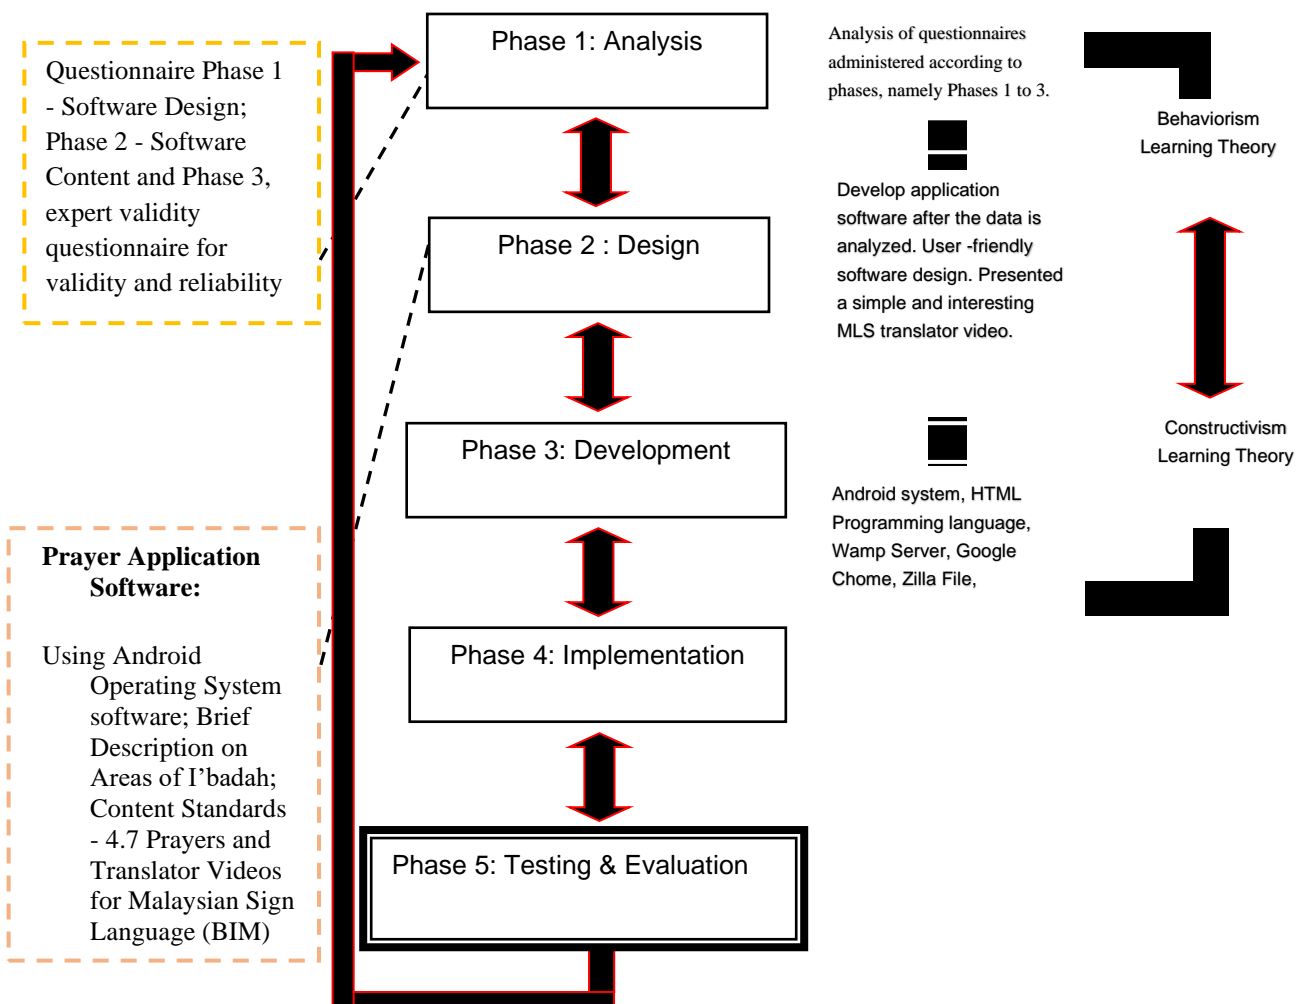 Questionnaire Phase 1
- Software Design;
Phase 2 - Software
Content and Phase 3,
expert validity
questionnaire for
validity and reliability
Prayer Application
Software:
Using Android
Operating System
software; Brief
Description on
Areas of I’badah;
Content Standards
- 4.7 Prayers and
Translator Videos
for Malaysian Sign
Language (BIM)
Phase 1: Analysis
Phase 2 : Design
Phase 3: Development
Phase 4: Implementation
Phase 5: Testing & Evaluation
Analysis of questionnaires
administered according to
phases, namely Phases 1 to 3.
Develop application
software after the data is
analyzed. User -friendly
software design. Presented
a simple and interesting
MLS translator video.
Android system, HTML
Programming language,
Wamp Server, Google
Chome, Zilla File,
Behaviorism
Learning Theory
Constructivism
Learning Theory